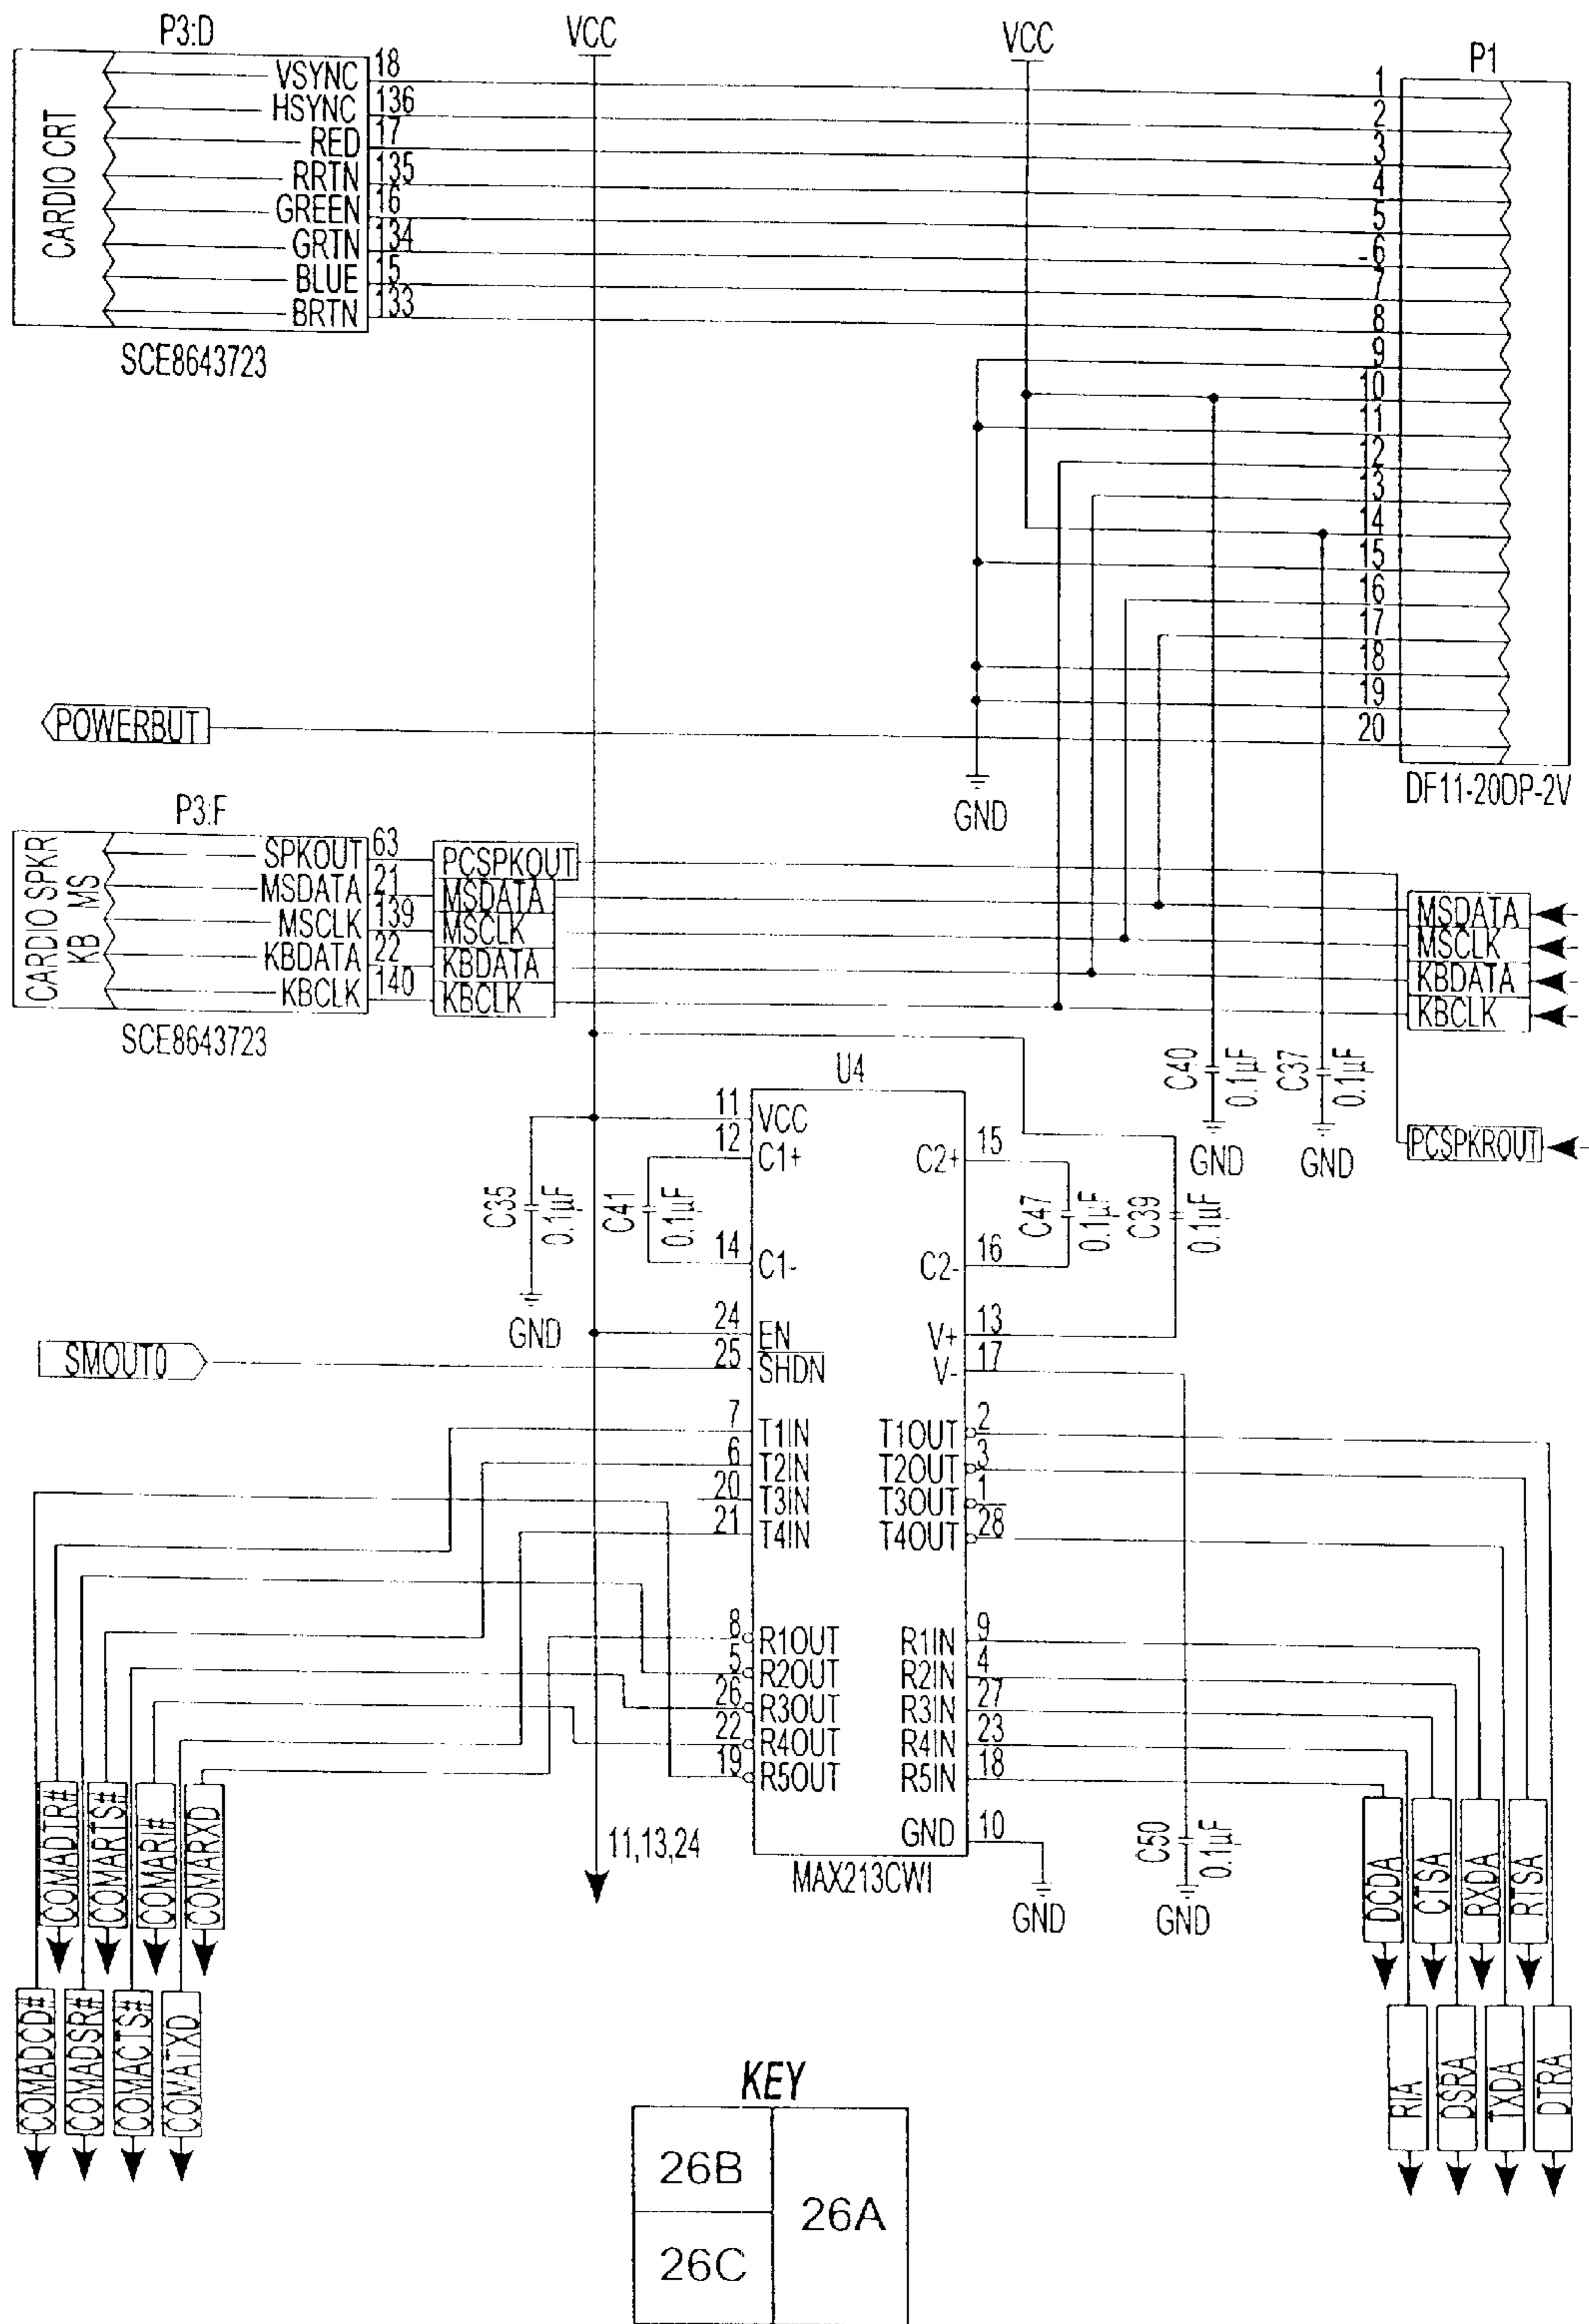 P3:D
CARDIO CRT
VSYNC 18
HSYNC 136
RED 17
RRTN 135
GREEN 16
GRTN 134
BLUE 15
BRTN 133
SCE8643723
VCC
VCC
P1
1
2
3
4
5
6
7
8
9
10
11
12
13
14
15
16
17
18
19
20
DF11-20DP-2V
GND
POWERBUT
P3:F
CARDIO SPKR
KB MS
SPKOUT 63 PCSPKOUT
MSDATA 21 MSDATA
MSCLK 139 MSCLK
KBDATA 22 KBDATA
KBCLK 140 KBCLK
SCE8643723
MSDATA
MSCLK
KBDATA
KBCLK
PCSPKROUT
C40
0.1µF
GND
C37
0.1µF
GND
U4
11 VCC
12 C1+
14 C1-
24 EN
25 SHDN
7 T1IN
6 T2IN
20 T3IN
21 T4IN
8 R1OUT
5 R2OUT
26 R3OUT
22 R4OUT
19 R5OUT
C2+ 15
C2- 16
V+ 13
V- 17
T1OUT 2
T2OUT 3
T3OUT 1
T4OUT 28
R1IN 9
R2IN 4
R3IN 27
R4IN 23
R5IN 18
GND 10
MAX213CWI
C35
0.1µF
GND
C41
0.1µF
C47
0.1µF
C39
0.1µF
SMOUT0
11,13,24
GND
C50
0.1µF
GND
COMADTR#
COMARTS#
COMARI#
COMARXD
COMADCD#
COMADSR#
COMACTS#
COMATXD
DCDA
CTSA
RXDA
RTSA
RIA
DSRA
TXDA
DTRA
KEY
26B
26A
26C